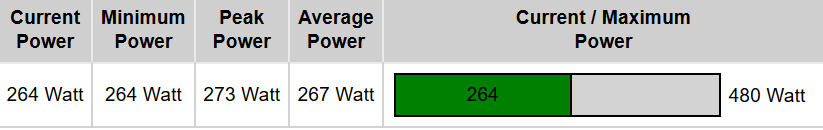 Current Power
Minimum Power
Peak Power
Average Power
Current / Maximum Power
264 Watt
264 Watt
273 Watt
267 Watt
264
480 Watt